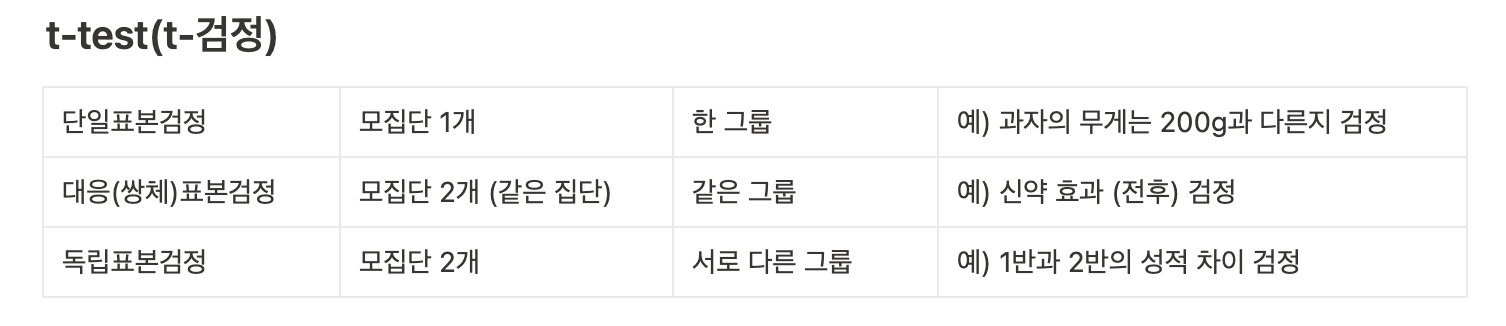 t-test(t-검정)
단일표본검정 모집단 1개 한 그룹 예) 과자의 무게는 200g과 다른지 검정
대응(쌍체)표본검정 모집단 2개 (같은 집단) 같은 그룹 예) 신약 효과 (전후) 검정
독립표본검정 모집단 2개 서로 다른 그룹 예) 1반과 2반의 성적 차이 검정